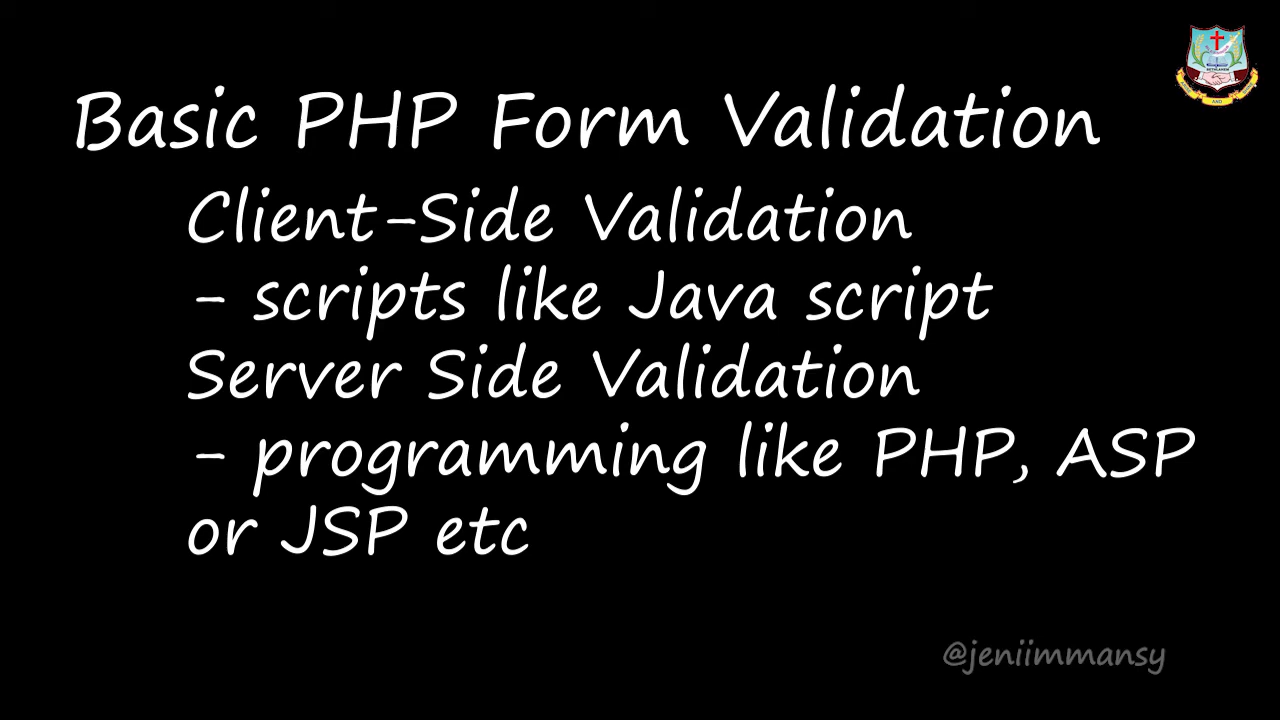 Basic PHP Form Validation
Client-Side Validation
- scripts like Java script
Server Side Validation
- programming like PHP, ASP
or JSP etc
AND
@jeniimmansy